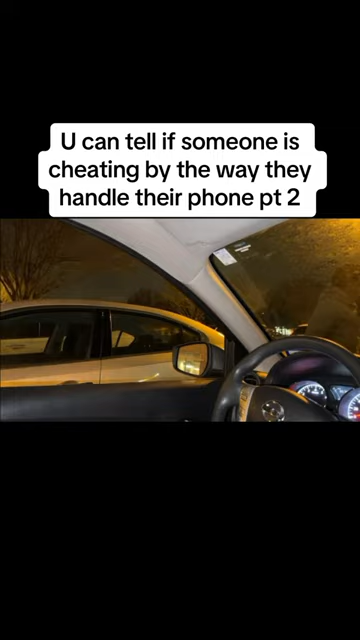 U can tell if someone is
cheating by the way they
handle their phone pt 2